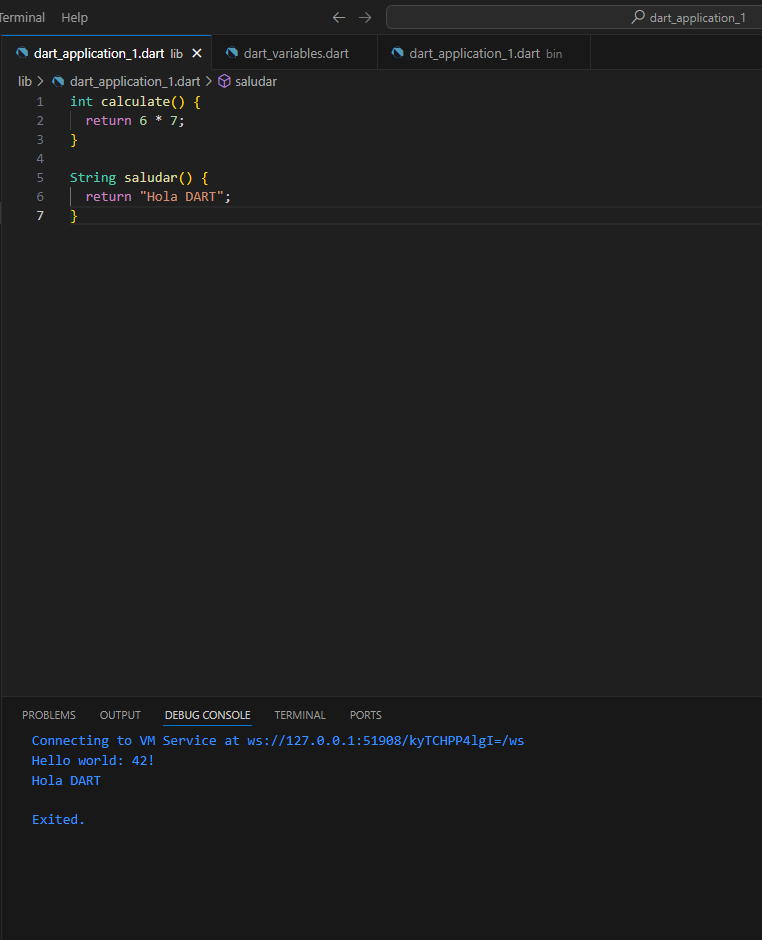 Terminal Help
dart_application_1
dart_application_1.dart lib dart_variables.dart dart_application_1.dart bin
lib > dart_application_1.dart > saludar
1 int calculate() {
2 return 6 * 7;
3 }
4
5 String saludar() {
6 return "Hola DART";
7 }
PROBLEMS OUTPUT DEBUG CONSOLE TERMINAL PORTS
Connecting to VM Service at ws://127.0.0.1:51908/kyTCHPP4lgI=/ws
Hello world: 42!
Hola DART
Exited.